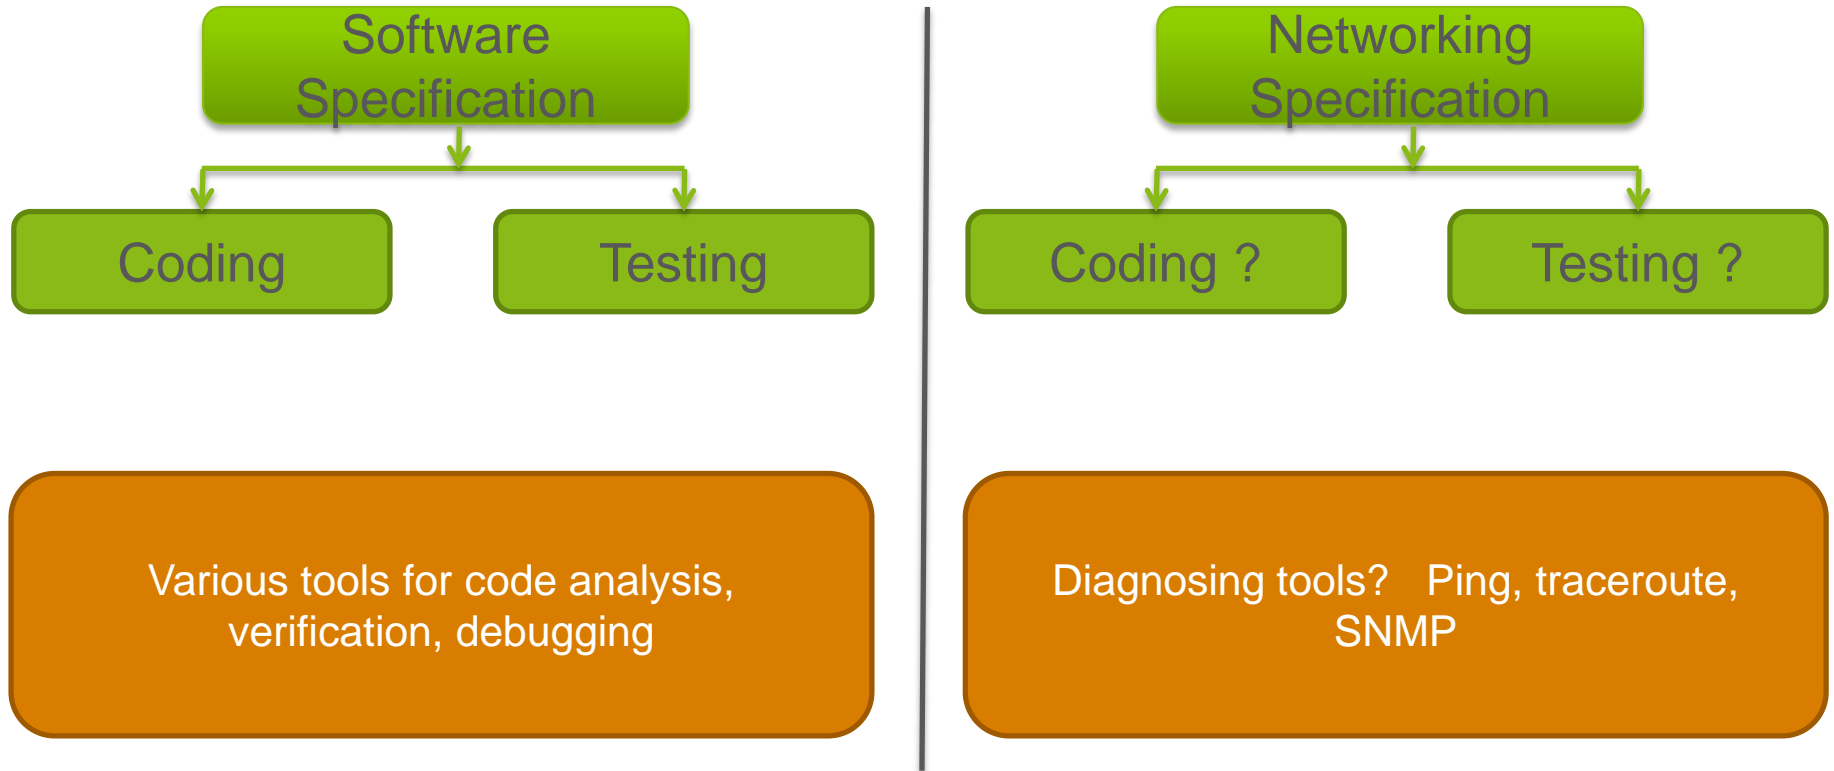 Software
Specification
Coding
Testing
Various tools for code analysis,
verification, debugging
Networking
Specification
Coding ?
Testing ?
Diagnosing tools?   Ping, traceroute,
SNMP